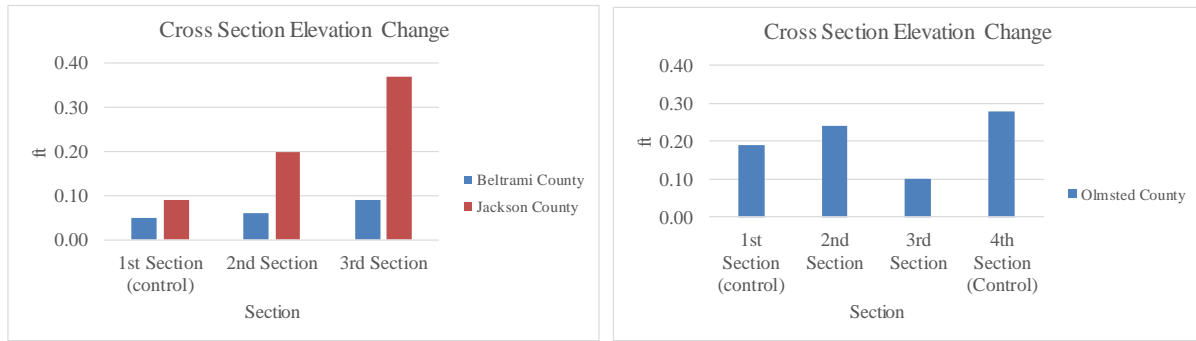 Cross Section Elevation Change
0.40
0.30
0.20
0.10
0.00
ft
1st Section
(control)
2nd Section
3rd Section
Section
Beltrami County
Jackson County
Cross Section Elevation Change
0.40
0.30
0.20
0.10
0.00
ft
1st
Section
(control)
2nd
Section
3rd
Section
4th
Section
(Control)
Section
Olmsted County